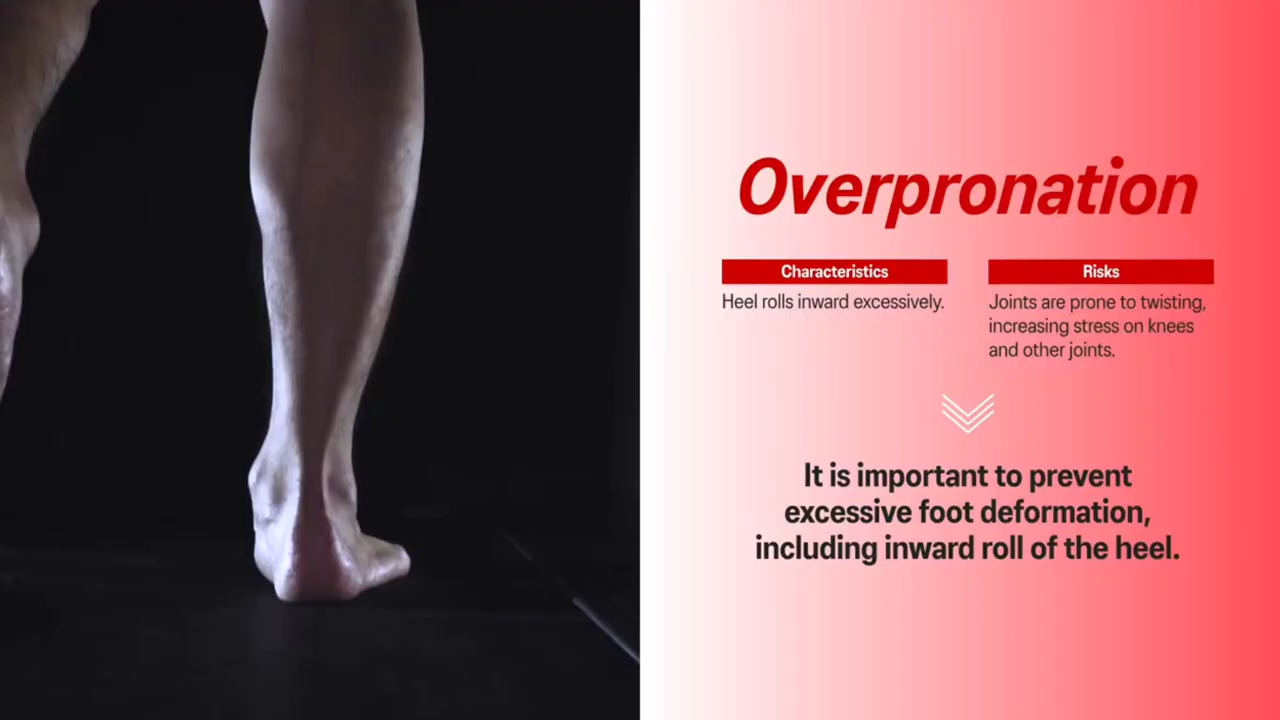 Overpronation
Characteristics
Heel rolls inward excessively.
Risks
Joints are prone to twisting,
increasing stress on knees
and other joints.
It is important to prevent
excessive foot deformation,
including inward roll of the heel.